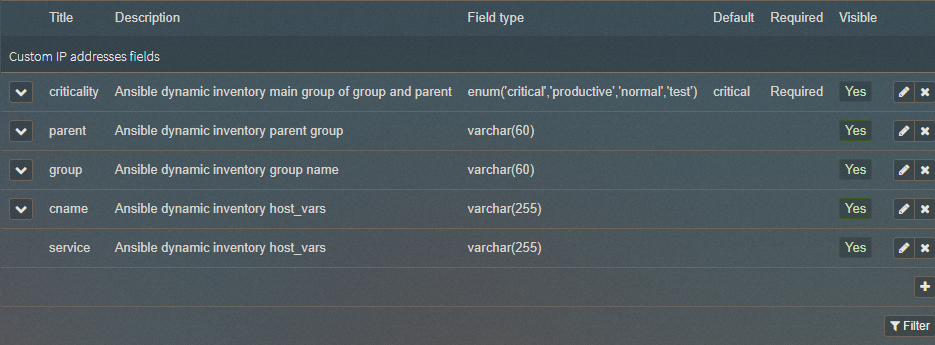 Title Description Field type Default Required Visible
Custom IP addresses fields
criticality Ansible dynamic inventory main group of group and parent enum('critical','productive','normal','test') critical Required Yes
parent Ansible dynamic inventory parent group varchar(60) Yes
group Ansible dynamic inventory group name varchar(60) Yes
cname Ansible dynamic inventory host_vars varchar(255) Yes
service Ansible dynamic inventory host_vars varchar(255) Yes
Filter